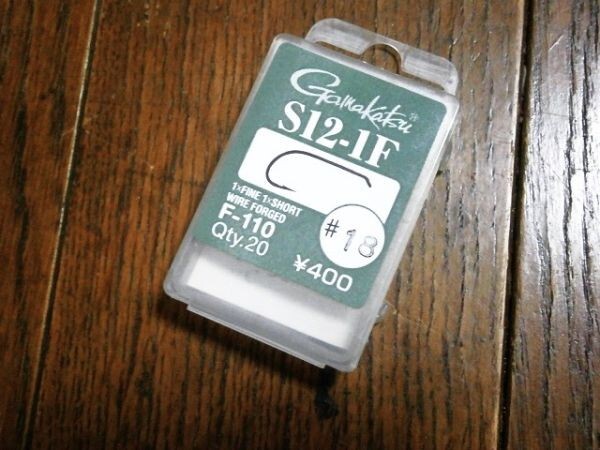 Gamakatsu®
S12-1F
1×FINE 1×SHORT
WIRE FORGED
F-110
Qty.20
#18
¥400